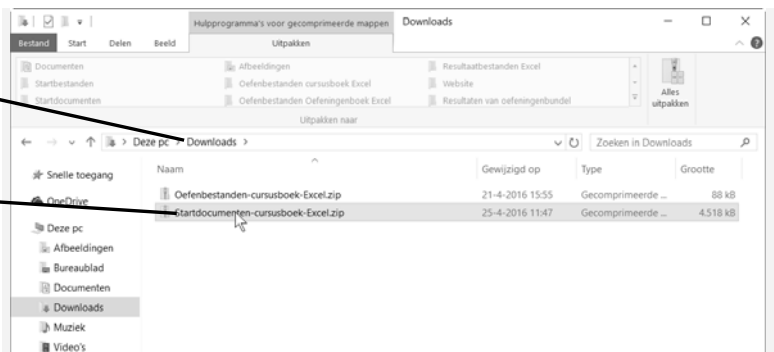 Hulpprogramma's voor gecomprimeerde mappen Downloads
Bestand Start Delen Beeld Uitpakken
Documenten Afbeeldingen Resultaatbestanden Excel
Startbestanden Oefenbestanden cursusboek Excel Website
Startdocumenten Oefenbestanden Oefeningenboek Excel Resultaten van oefeningenbundel
Alles uitpakken
Uitpakken naar
Deze pc > Downloads > Zoeken in Downloads
Naam Gewijzigd op Type Grootte
Snelle toegang
Oefenbestanden-cursusboek-Excel.zip 21-4-2016 15:55 Gecomprimeerde ... 88 kB
OneDrive
Startdocumenten-cursusboek-Excel.zip 25-4-2016 11:47 Gecomprimeerde ... 4.518 kB
Deze pc
Afbeeldingen
Bureaublad
Documenten
Downloads
Muziek
Video's